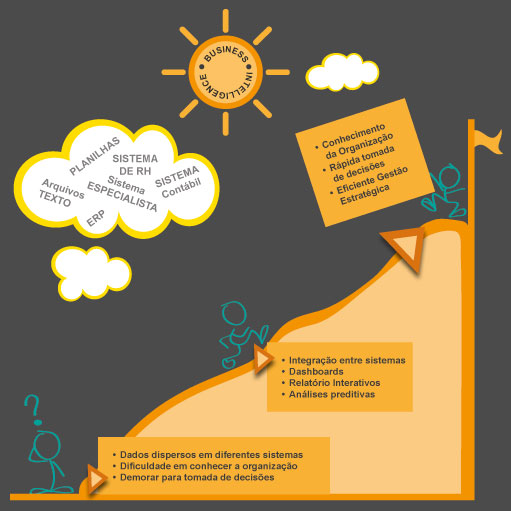 BUSINESS
INTELLIGENCE
PLANILHAS
SISTEMA
DE RH
SISTEMA
Contábil
Arquivos
TEXTO
Sistema
ESPECIALISTA
ERP
• Conhecimento
da Organização
• Rápida tomada
de decisões
• Eficiente Gestão
Estratégica
• Integração entre sistemas
• Dashboards
• Relatório Interativos
• Análises preditivas
?
• Dados dispersos em diferentes sistemas
• Dificuldade em conhecer a organização
• Demorar para tomada de decisões